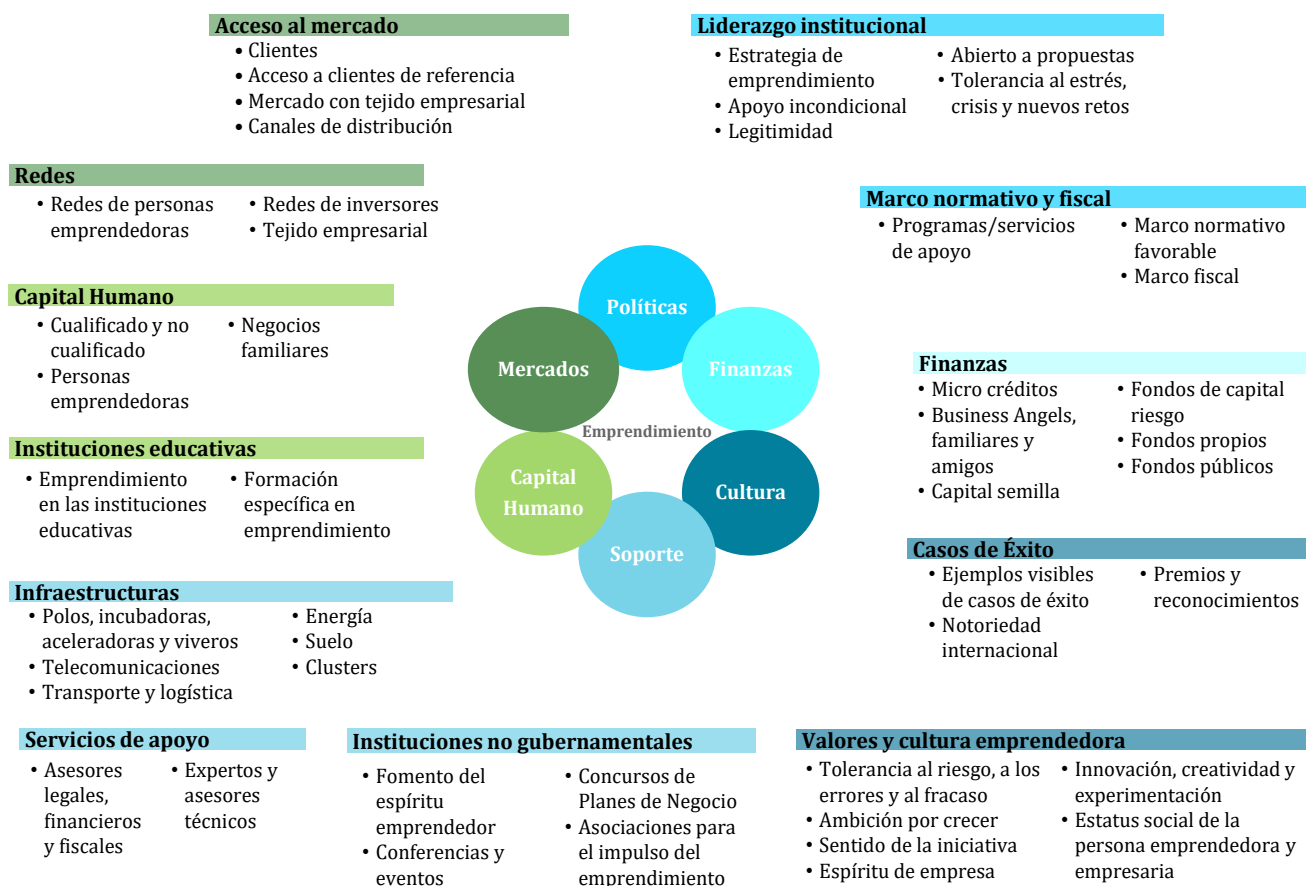 Acceso al mercado
• Clientes
• Acceso a clientes de referencia
• Mercado con tejido empresarial
• Canales de distribución
Liderazgo institucional
• Estrategia de
emprendimiento
• Apoyo incondicional
• Legitimidad
• Abierto a propuestas
• Tolerancia al estrés,
crisis y nuevos retos
Redes
• Redes de personas
emprendedoras
• Redes de inversores
• Tejido empresarial
Marco normativo y fiscal
• Programas/servicios
de apoyo
• Marco normativo
favorable
• Marco fiscal
Capital Humano
• Cualificado y no
cualificado
• Personas
emprendedoras
• Negocios
familiares
Políticas
Mercados
Finanzas
Emprendimiento
Capital
Humano
Cultura
Soporte
Finanzas
• Micro créditos
• Business Angels,
familiares y
amigos
• Capital semilla
• Fondos de capital
riesgo
• Fondos propios
• Fondos públicos
Instituciones educativas
• Emprendimiento
en las instituciones
educativas
• Formación
específica en
emprendimiento
Casos de Éxito
• Ejemplos visibles
de casos de éxito
• Notoriedad
internacional
• Premios y
reconocimientos
Infraestructuras
• Polos, incubadoras,
aceleradoras y viveros
• Telecomunicaciones
• Transporte y logística
• Energía
• Suelo
• Clusters
Servicios de apoyo
• Asesores
legales,
financieros
y fiscales
• Expertos y
asesores
técnicos
Instituciones no gubernamentales
• Fomento del
espíritu
emprendedor
• Conferencias y
eventos
• Concursos de
Planes de Negocio
• Asociaciones para
el impulso del
emprendimiento
Valores y cultura emprendedora
• Tolerancia al riesgo, a los
errores y al fracaso
• Ambición por crecer
• Sentido de la iniciativa
• Espíritu de empresa
• Innovación, creatividad y
experimentación
• Estatus social de la
persona emprendedora y
empresaria